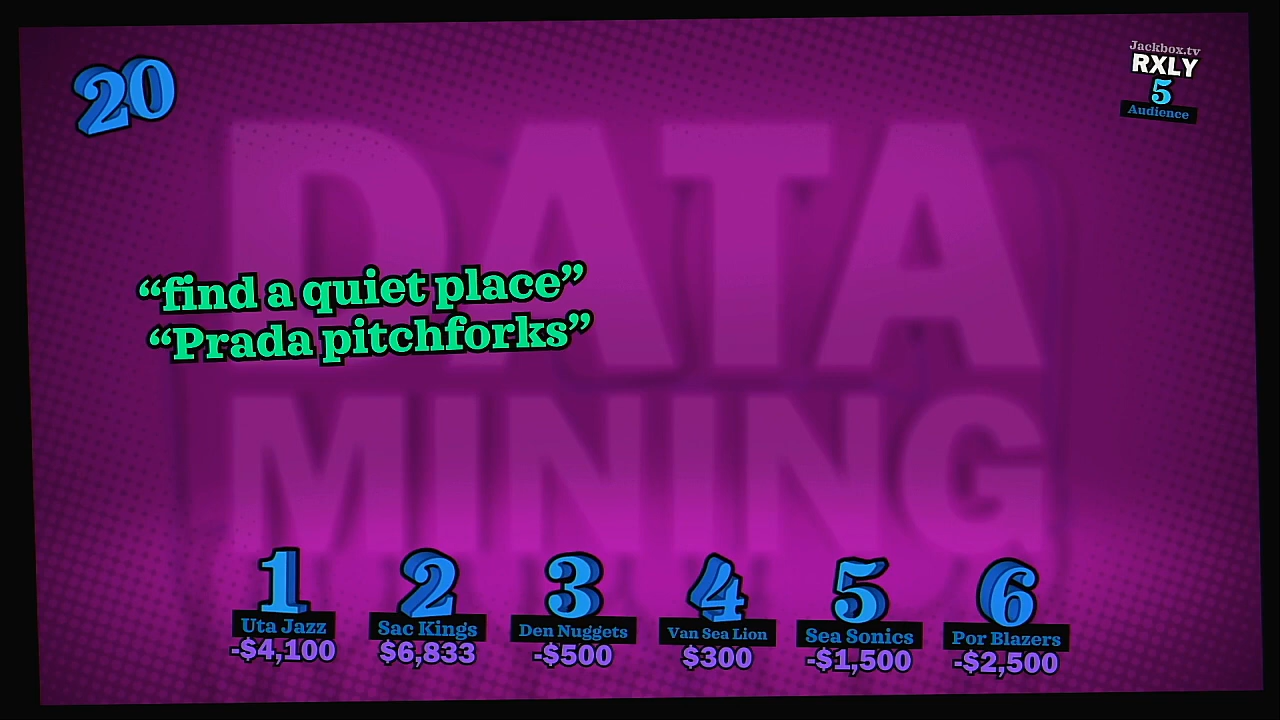 20
Jackbox.tv
RXLY
5
Audience
DATA
MINING
“find a quiet place”
“Prada pitchforks”
1 2 3 4 5 6
Uta Jazz Sac Kings Den Nuggets Van Sea Lion Sea Sonics Por Blazers
-$4,100 $6,833 -$500 $300 -$1,500 -$2,500